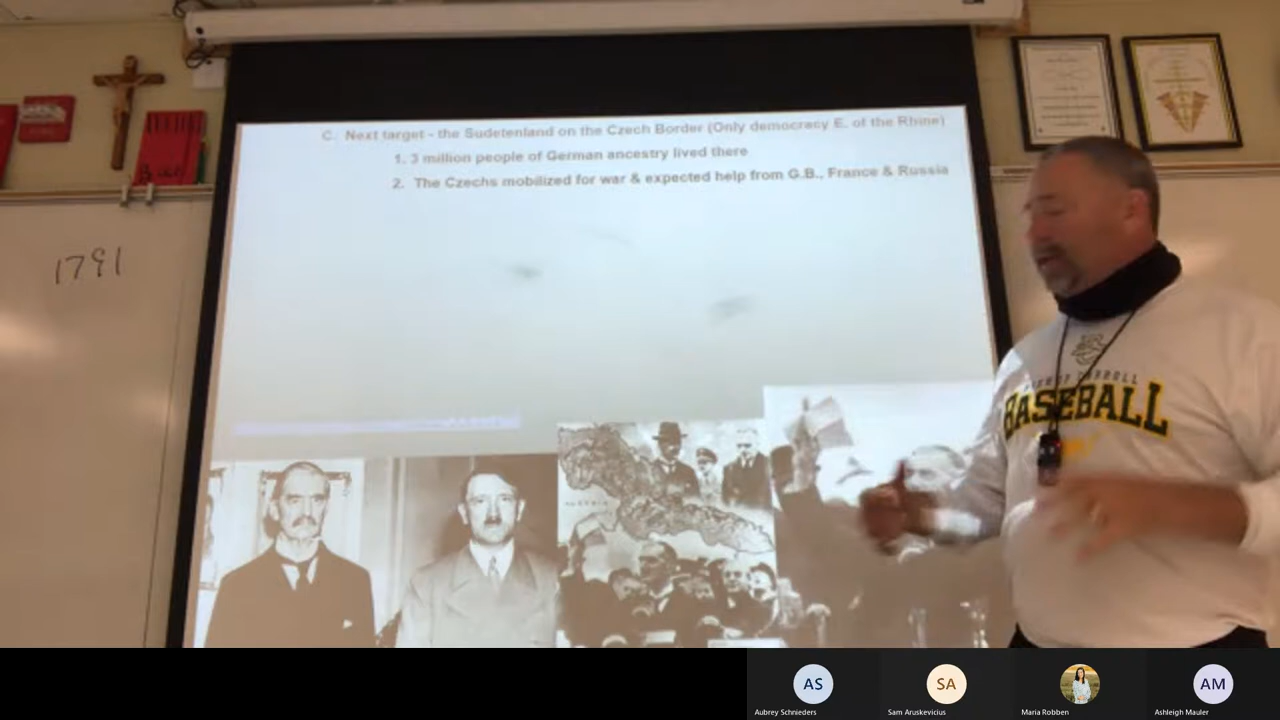 C. Next target - the Sudetenland on the Czech Border (Only democracy E. of the Rhine)
1. 3 million people of German ancestry lived there
2. The Czechs mobilized for war & expected help from G.B., France & Russia
1791
CARROLL
BASEBALL
AS
SA
AM
Aubrey Schnieders
Sam Aruskevicius
Maria Robben
Ashleigh Mauler